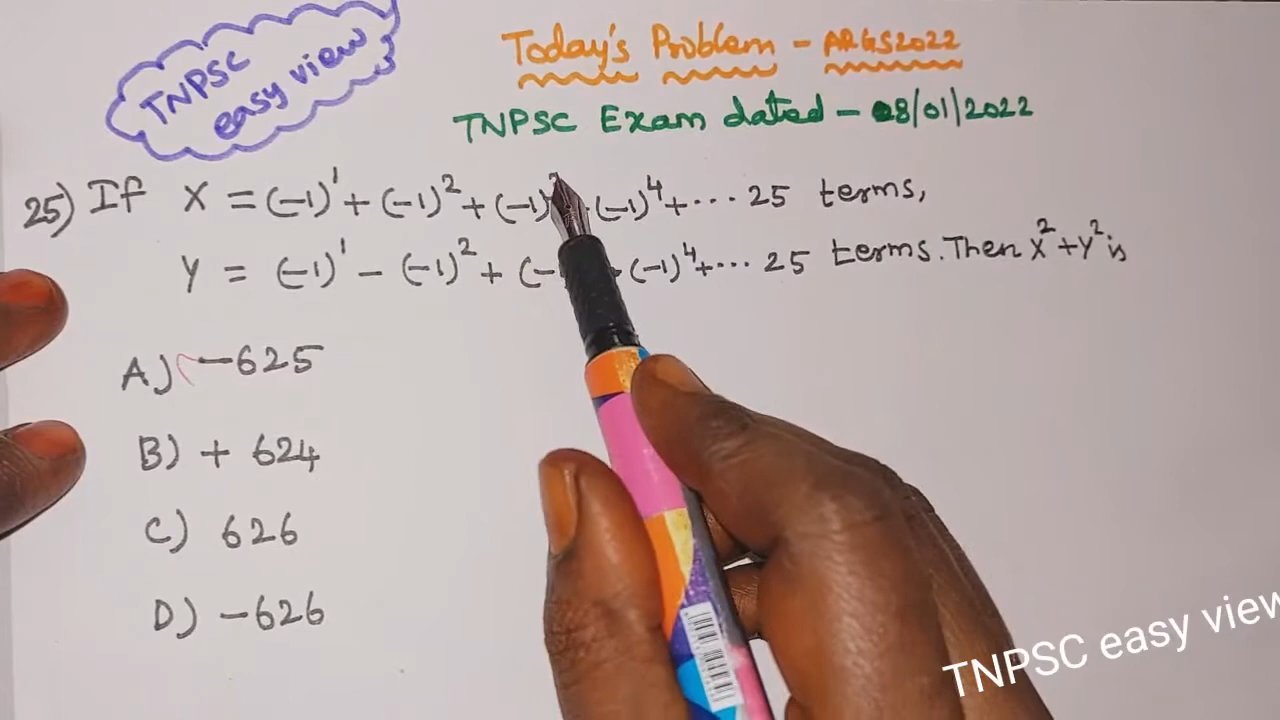 TNPSC
easy view
Today's Problem - ARGS2022
TNPSC Exam dated - 08/01/2022
25) If X = (-1)¹ + (-1)² + (-1) (-1)⁴ + ... 25 terms,
Y = (-1)¹ - (-1)² + (- (-1)⁴ + ... 25 terms. Then X² + Y² is
A) -625
B) + 624
C) 626
D) -626
TNPSC easy view